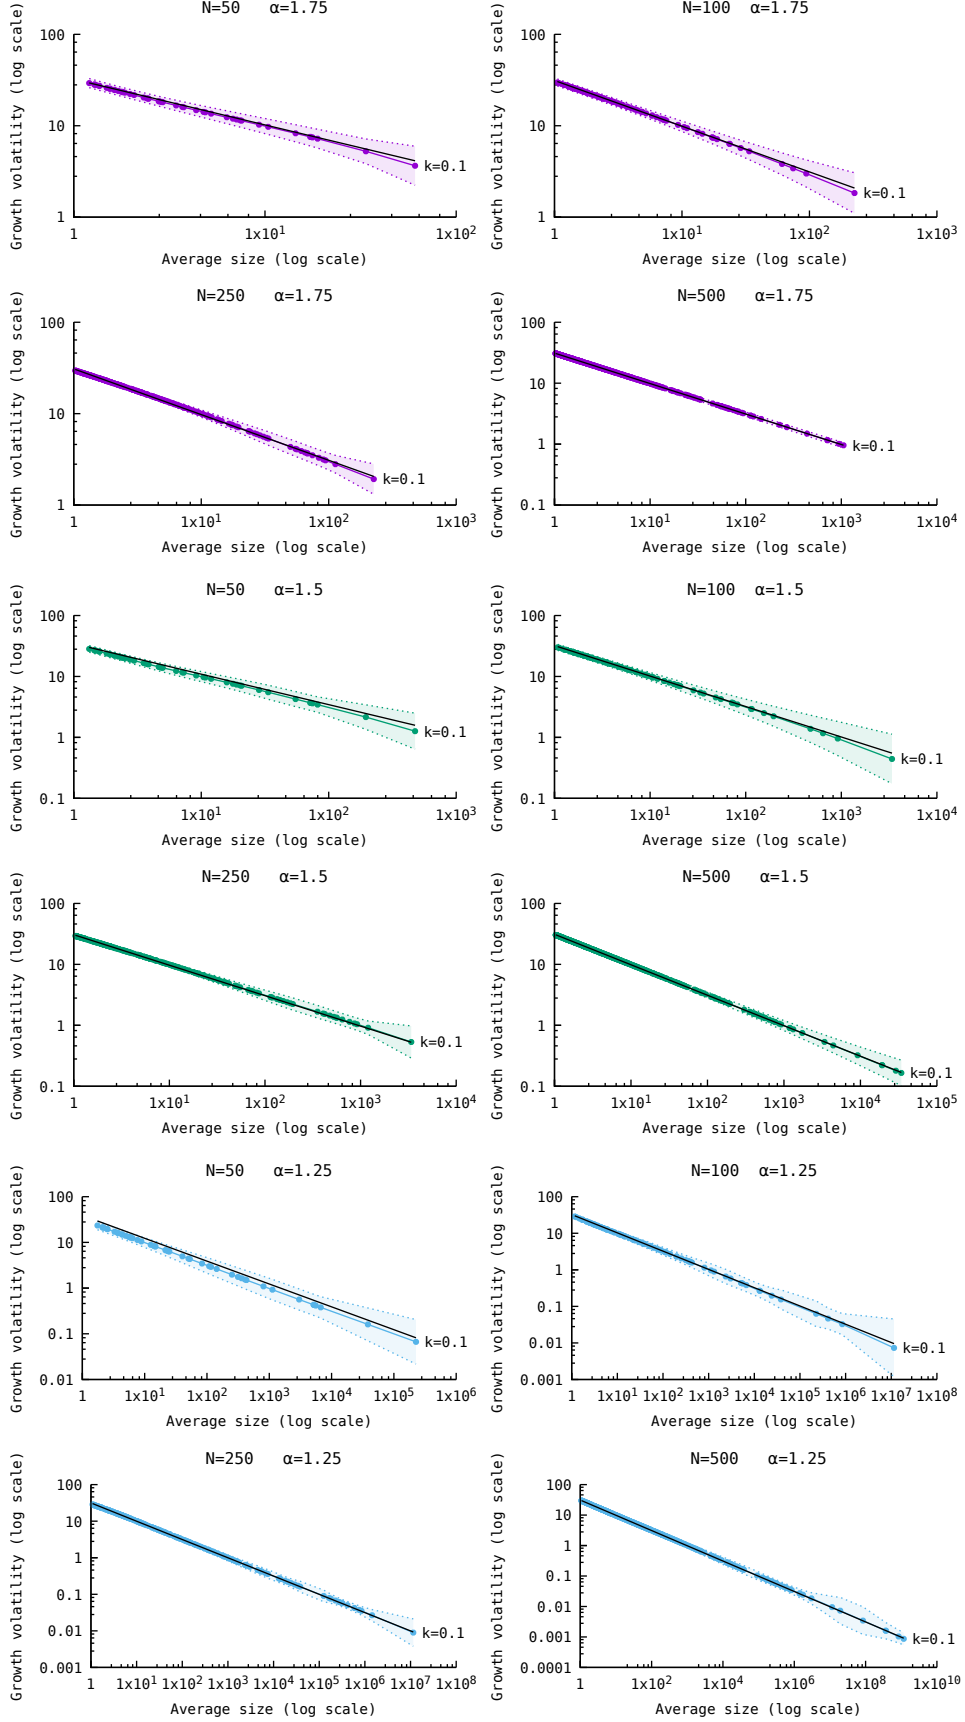 N=50 α=1.75
Growth volatility (log scale)
100
10
1
k=0.1
1 1x10¹ 1x10²
Average size (log scale)
N=100 α=1.75
Growth volatility (log scale)
100
10
1
k=0.1
1 1x10¹ 1x10² 1x10³
Average size (log scale)
N=250 α=1.75
Growth volatility (log scale)
100
10
1
k=0.1
1 1x10¹ 1x10² 1x10³
Average size (log scale)
N=500 α=1.75
Growth volatility (log scale)
100
10
1
0.1
k=0.1
1 1x10¹ 1x10² 1x10³ 1x10⁴
Average size (log scale)
N=50 α=1.5
Growth volatility (log scale)
100
10
1
0.1
k=0.1
1 1x10¹ 1x10² 1x10³
Average size (log scale)
N=100 α=1.5
Growth volatility (log scale)
100
10
1
0.1
k=0.1
1 1x10¹ 1x10² 1x10³ 1x10⁴
Average size (log scale)
N=250 α=1.5
Growth volatility (log scale)
100
10
1
0.1
k=0.1
1 1x10¹ 1x10² 1x10³ 1x10⁴
Average size (log scale)
N=500 α=1.5
Growth volatility (log scale)
100
10
1
0.1
k=0.1
1 1x10¹ 1x10² 1x10³ 1x10⁴ 1x10⁵
Average size (log scale)
N=50 α=1.25
Growth volatility (log scale)
100
10
1
0.1
0.01
k=0.1
1 1x10¹ 1x10² 1x10³ 1x10⁴ 1x10⁵ 1x10⁶
Average size (log scale)
N=100 α=1.25
Growth volatility (log scale)
100
10
1
0.1
0.01
0.001
k=0.1
1 1x10¹ 1x10² 1x10³ 1x10⁴ 1x10⁵ 1x10⁶ 1x10⁷ 1x10⁸
Average size (log scale)
N=250 α=1.25
Growth volatility (log scale)
100
10
1
0.1
0.01
0.001
k=0.1
1 1x10¹ 1x10² 1x10³ 1x10⁴ 1x10⁵ 1x10⁶ 1x10⁷ 1x10⁸
Average size (log scale)
N=500 α=1.25
Growth volatility (log scale)
100
10
1
0.1
0.01
0.001
0.0001
k=0.1
1 1x10² 1x10⁴ 1x10⁶ 1x10⁸ 1x10¹⁰
Average size (log scale)